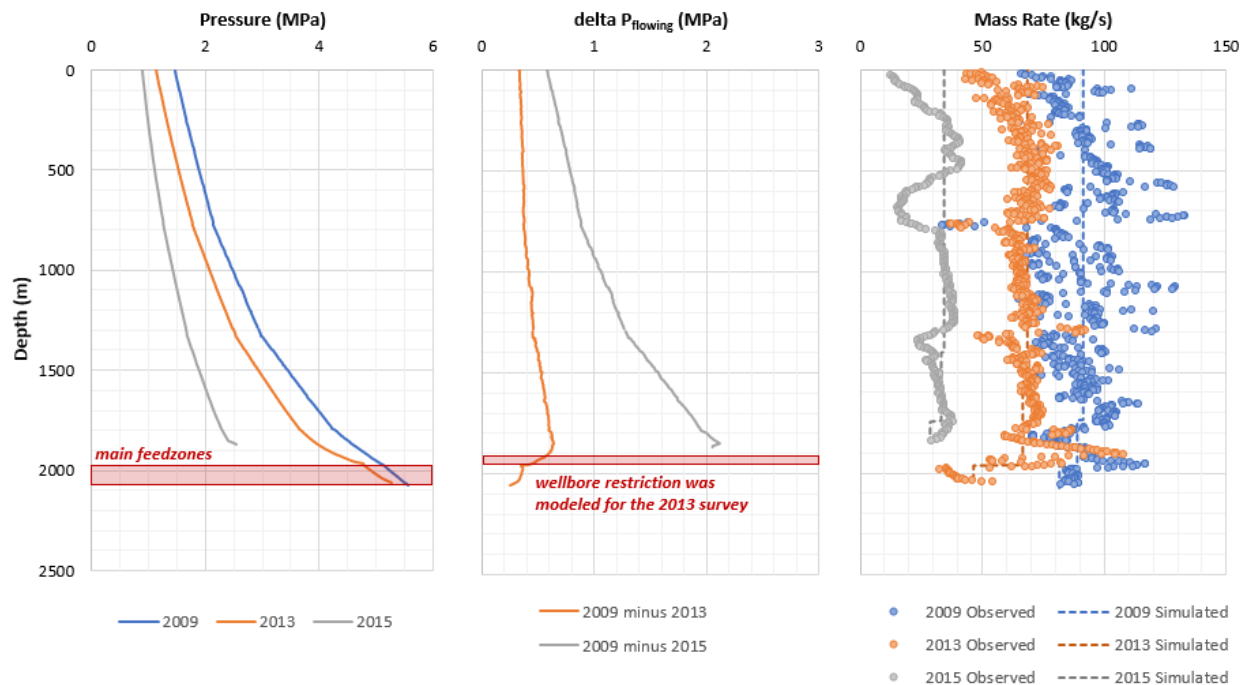 Pressure (MPa)
0 2 4 6
0
500
1000
1500
2000
2500
Depth (m)
main feedzones
2009 2013 2015
delta Pflowing (MPa)
0 1 2 3
wellbore restriction was
modeled for the 2013 survey
2009 minus 2013
2009 minus 2015
Mass Rate (kg/s)
0 50 100 150
2009 Observed 2009 Simulated
2013 Observed 2013 Simulated
2015 Observed 2015 Simulated